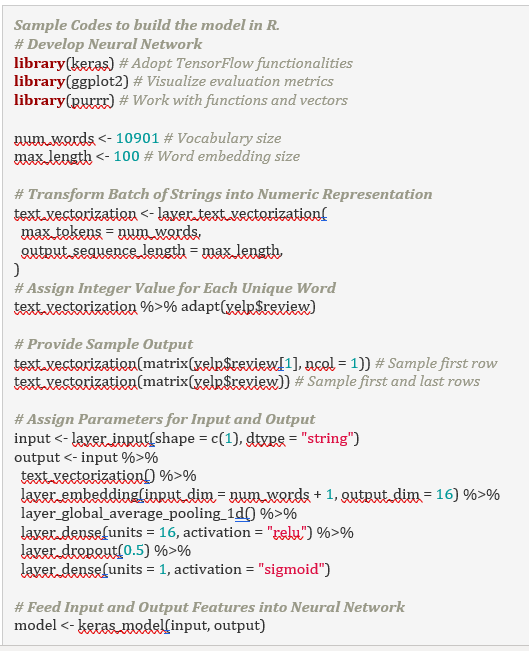 Sample Codes to build the model in R.
# Develop Neural Network
library(keras) # Adopt TensorFlow functionalities
library(ggplot2) # Visualize evaluation metrics
library(purrr) # Work with functions and vectors
num_words <- 10901 # Vocabulary size
max_length <- 100 # Word embedding size
# Transform Batch of Strings into Numeric Representation
text_vectorization <- layer_text_vectorization(
max_tokens = num_words,
output_sequence_length = max_length,
)
# Assign Integer Value for Each Unique Word
text_vectorization %>% adapt(yelp$review)
# Provide Sample Output
text_vectorization(matrix(yelp$review[1], ncol = 1)) # Sample first row
text_vectorization(matrix(yelp$review)) # Sample first and last rows
# Assign Parameters for Input and Output
input <- layer_input(shape = c(1), dtype = "string")
output <- input %>%
text_vectorization() %>%
layer_embedding(input_dim = num_words + 1, output_dim = 16) %>%
layer_global_average_pooling_1d() %>%
layer_dense(units = 16, activation = "relu") %>%
layer_dropout(0.5) %>%
layer_dense(units = 1, activation = "sigmoid")
# Feed Input and Output Features into Neural Network
model <- keras_model(input, output)